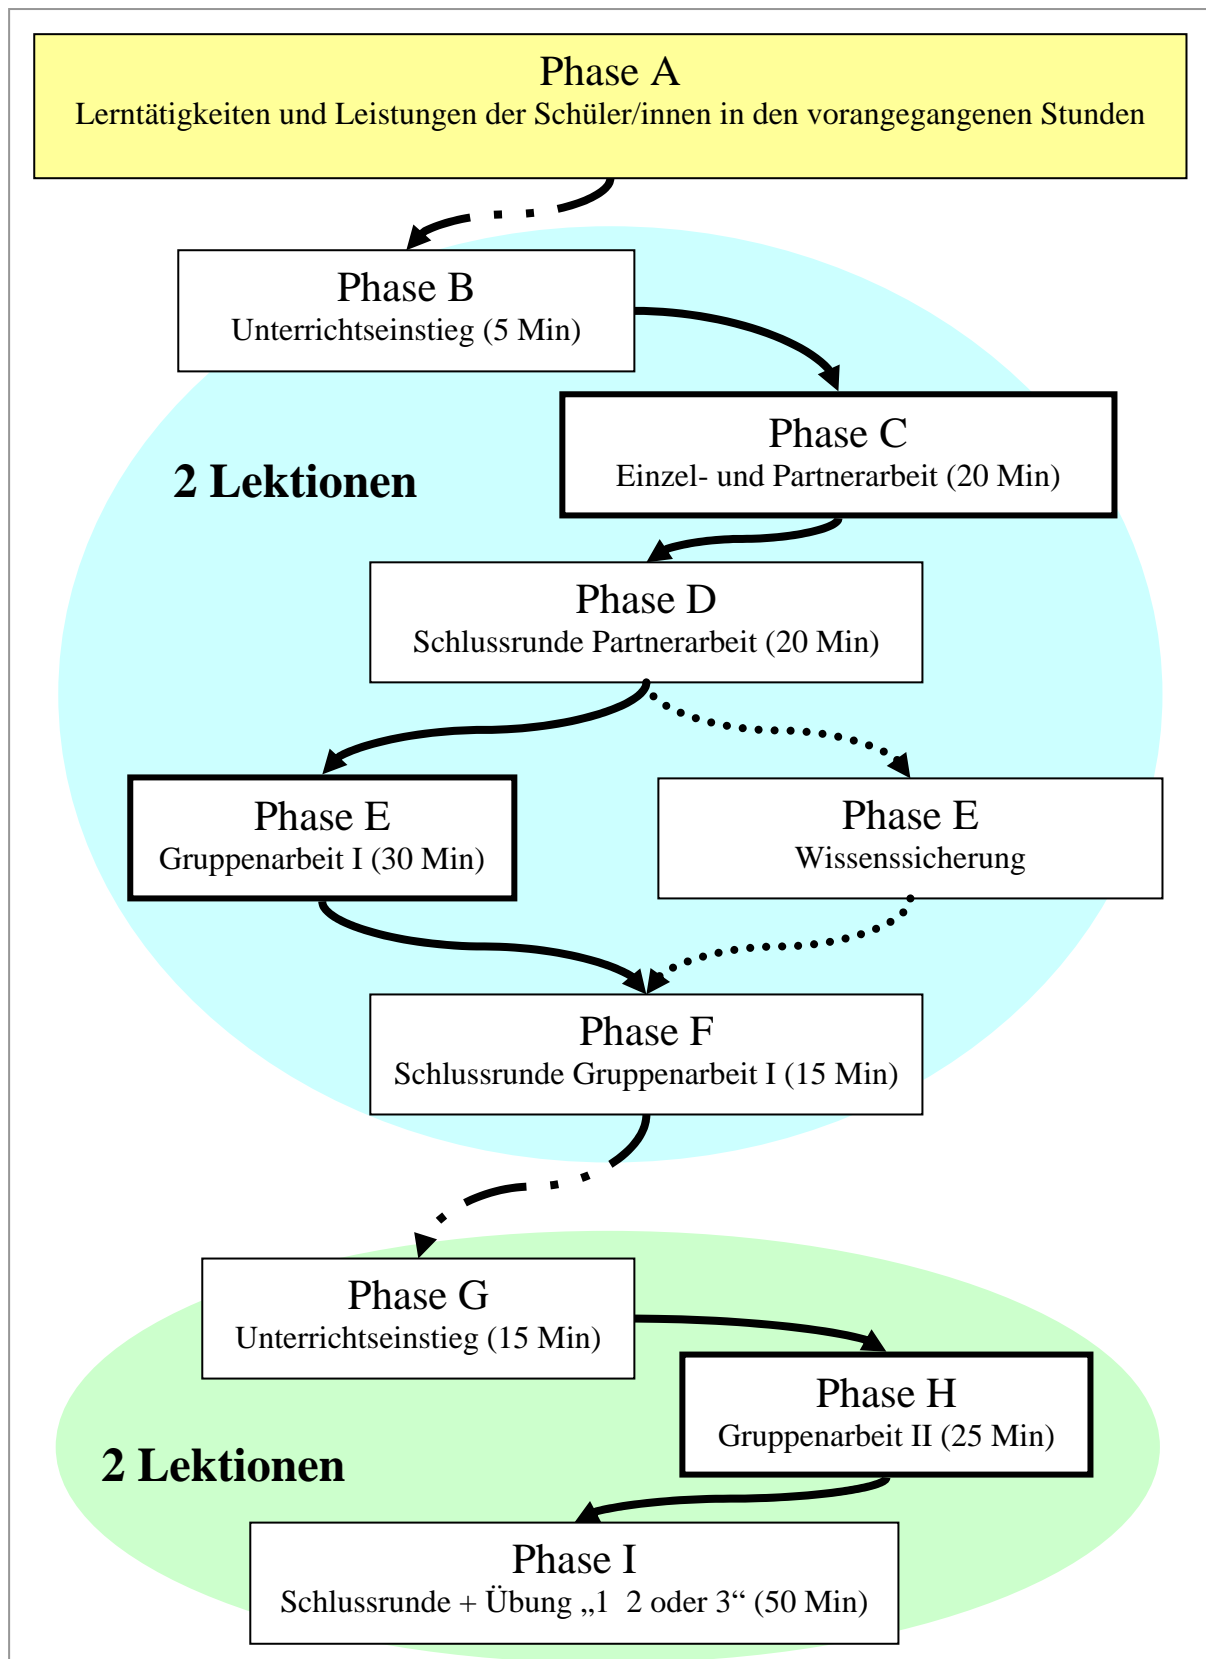 Phase A
Lerntätigkeiten und Leistungen der Schüler/innen in den vorangegangenen Stunden
Phase B
Unterrichtseinstieg (5 Min)
Phase C
Einzel- und Partnerarbeit (20 Min)
2 Lektionen
Phase D
Schlussrunde Partnerarbeit (20 Min)
Phase E
Gruppenarbeit I (30 Min)
Phase E
Wissenssicherung
Phase F
Schlussrunde Gruppenarbeit I (15 Min)
Phase G
Unterrichtseinstieg (15 Min)
Phase H
Gruppenarbeit II (25 Min)
2 Lektionen
Phase I
Schlussrunde + Übung „1 2 oder 3“ (50 Min)